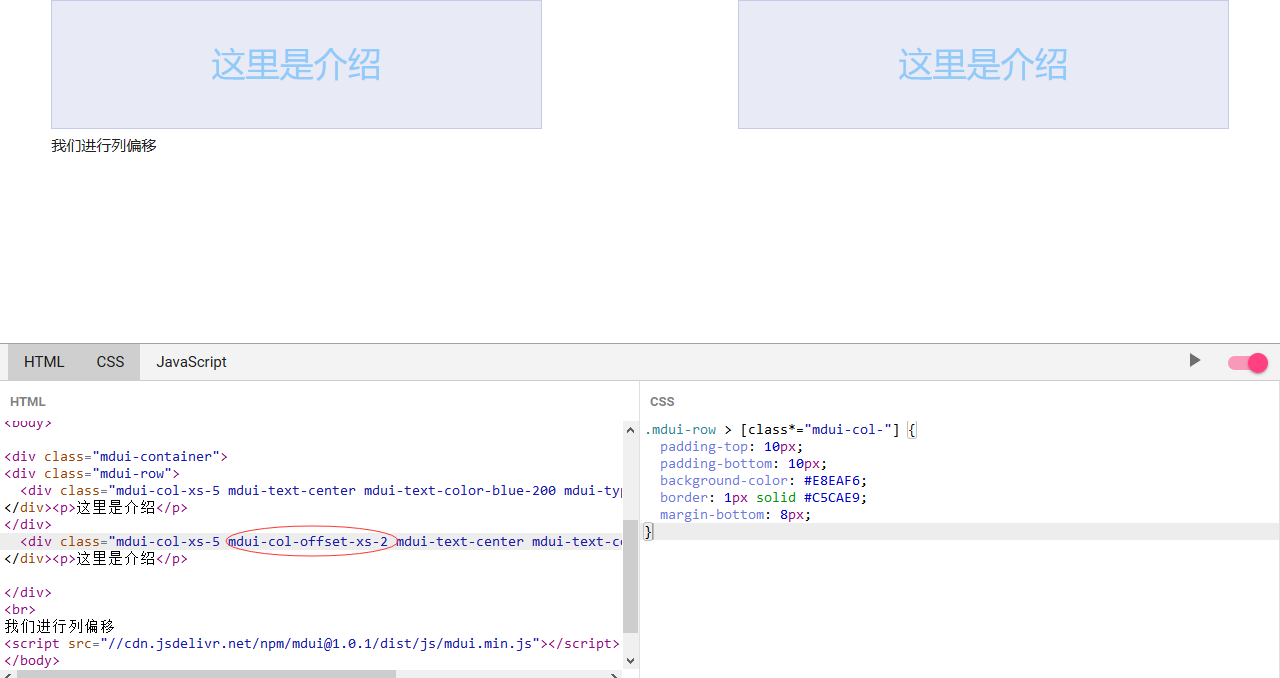 这里是介绍 这里是介绍
我们进行列偏移
HTML CSS JavaScript
HTML
<body>
<div class="mdui-container">
<div class="mdui-row">
<div class="mdui-col-xs-5 mdui-text-center mdui-text-color-blue-200 mdui-typ
</div><p>这里是介绍</p>
</div>
<div class="mdui-col-xs-5 mdui-col-offset-xs-2 mdui-text-center mdui-text-co
</div><p>这里是介绍</p>
</div>
<br>
我们进行列偏移
<script src="//cdn.jsdelivr.net/npm/mdui@1.0.1/dist/js/mdui.min.js"></script>
</body>
CSS
.mdui-row > [class*="mdui-col-"] {
padding-top: 10px;
padding-bottom: 10px;
background-color: #E8EAF6;
border: 1px solid #C5CAE9;
margin-bottom: 8px;
}